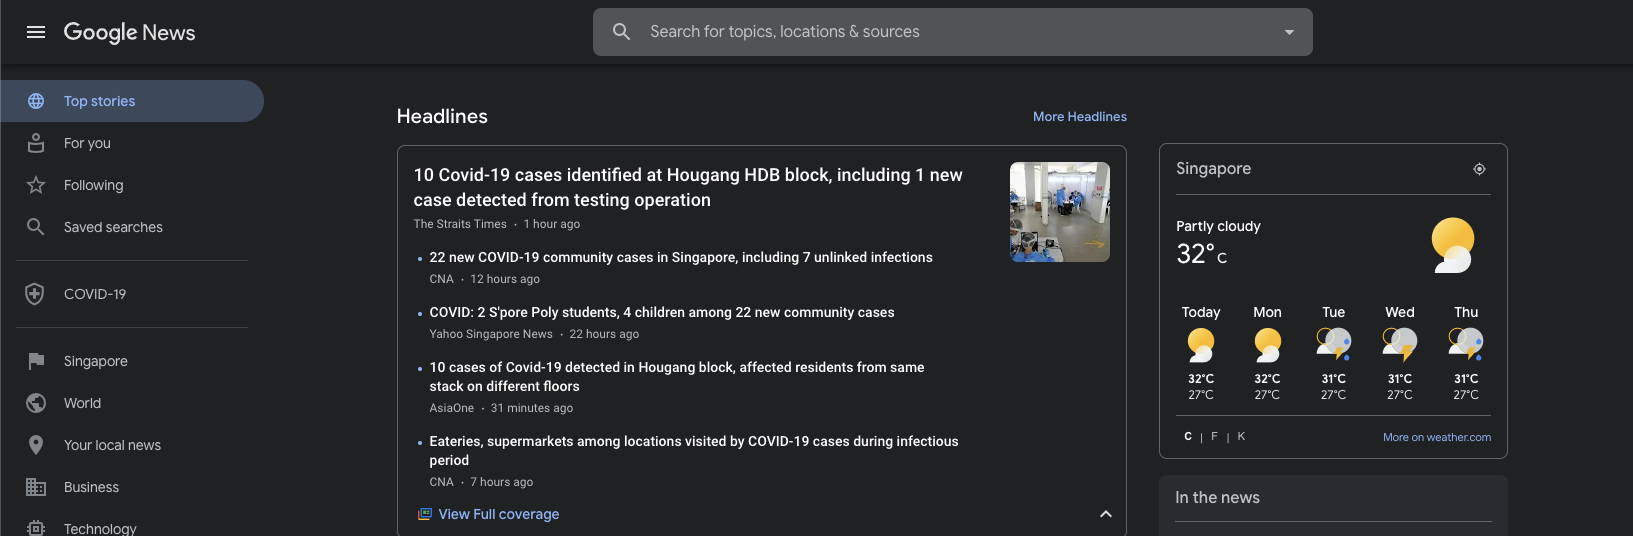 Google News
Search for topics, locations & sources
Top stories
For you
Following
Saved searches
COVID-19
Singapore
World
Your local news
Business
Technology
Headlines
More Headlines
10 Covid-19 cases identified at Hougang HDB block, including 1 new
case detected from testing operation
The Straits Times · 1 hour ago
22 new COVID-19 community cases in Singapore, including 7 unlinked infections
CNA · 12 hours ago
COVID: 2 S'pore Poly students, 4 children among 22 new community cases
Yahoo Singapore News · 22 hours ago
10 cases of Covid-19 detected in Hougang block, affected residents from same
stack on different floors
AsiaOne · 31 minutes ago
Eateries, supermarkets among locations visited by COVID-19 cases during infectious
period
CNA · 7 hours ago
View Full coverage
Singapore
Partly cloudy
32°C
Today Mon Tue Wed Thu
32°C 32°C 31°C 31°C 31°C
27°C 27°C 27°C 27°C 27°C
C | F | K
More on weather.com
In the news